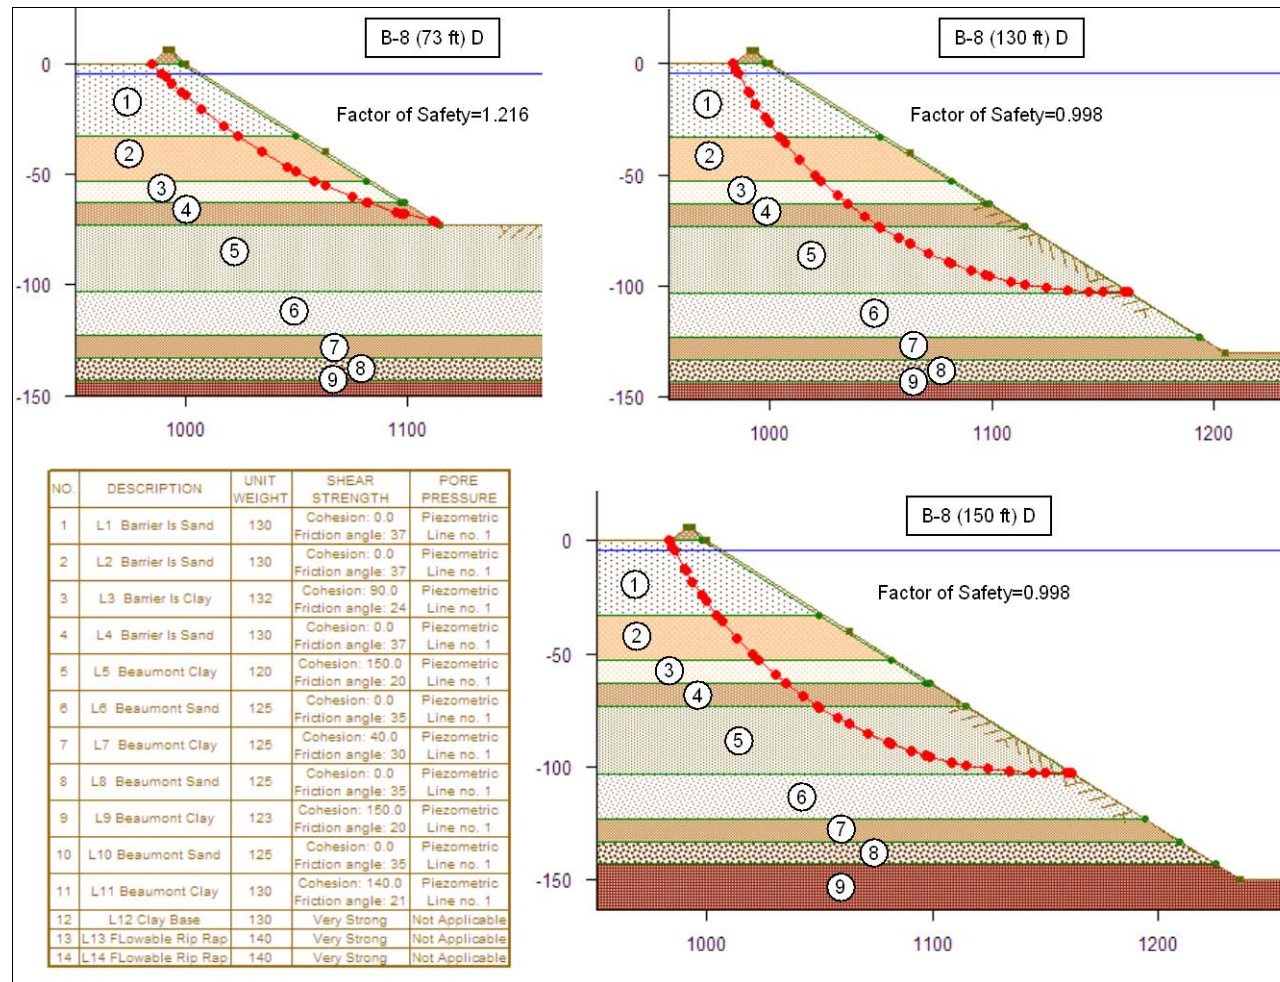 B-8 (73 ft) D
Factor of Safety=1.216
0
-50
-100
-150
1000
1100
1
2
3
4
5
6
7
8
9
B-8 (130 ft) D
Factor of Safety=0.998
0
-50
-100
-150
1000
1100
1200
1
2
3
4
5
6
7
8
9
NO. DESCRIPTION UNIT WEIGHT SHEAR STRENGTH PORE PRESSURE
1 L1 Barrier Is Sand 130 Cohesion: 0.0 Friction angle: 37 Piezometric Line no. 1
2 L2 Barrier Is Sand 130 Cohesion: 0.0 Friction angle: 37 Piezometric Line no. 1
3 L3 Barrier Is Clay 132 Cohesion: 90.0 Friction angle: 24 Piezometric Line no. 1
4 L4 Barrier Is Sand 130 Cohesion: 0.0 Friction angle: 37 Piezometric Line no. 1
5 L5 Beaumont Clay 120 Cohesion: 150.0 Friction angle: 20 Piezometric Line no. 1
6 L6 Beaumont Sand 125 Cohesion: 0.0 Friction angle: 35 Piezometric Line no. 1
7 L7 Beaumont Clay 125 Cohesion: 40.0 Friction angle: 30 Piezometric Line no. 1
8 L8 Beaumont Sand 125 Cohesion: 0.0 Friction angle: 35 Piezometric Line no. 1
9 L9 Beaumont Clay 123 Cohesion: 150.0 Friction angle: 20 Piezometric Line no. 1
10 L10 Beaumont Sand 125 Cohesion: 0.0 Friction angle: 35 Piezometric Line no. 1
11 L11 Beaumont Clay 130 Cohesion: 140.0 Friction angle: 21 Piezometric Line no. 1
12 L12 Clay Base 130 Very Strong Not Applicable
13 L13 FLowable Rip Rap 140 Very Strong Not Applicable
14 L14 FLowable Rip Rap 140 Very Strong Not Applicable
B-8 (150 ft) D
Factor of Safety=0.998
0
-50
-100
-150
1000
1100
1200
1
2
3
4
5
6
7
8
9